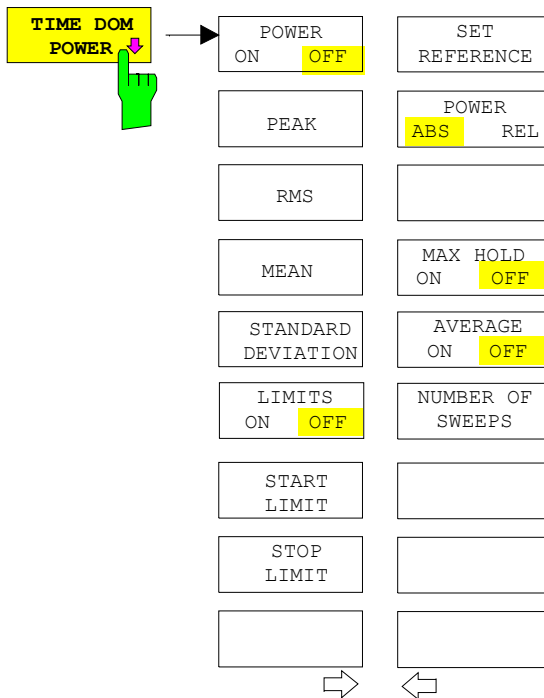 TIME DOM
POWER
POWER
ON OFF
PEAK
RMS
MEAN
STANDARD
DEVIATION
LIMITS
ON OFF
START
LIMIT
STOP
LIMIT
SET
REFERENCE
POWER
ABS REL
MAX HOLD
ON OFF
AVERAGE
ON OFF
NUMBER OF
SWEEPS